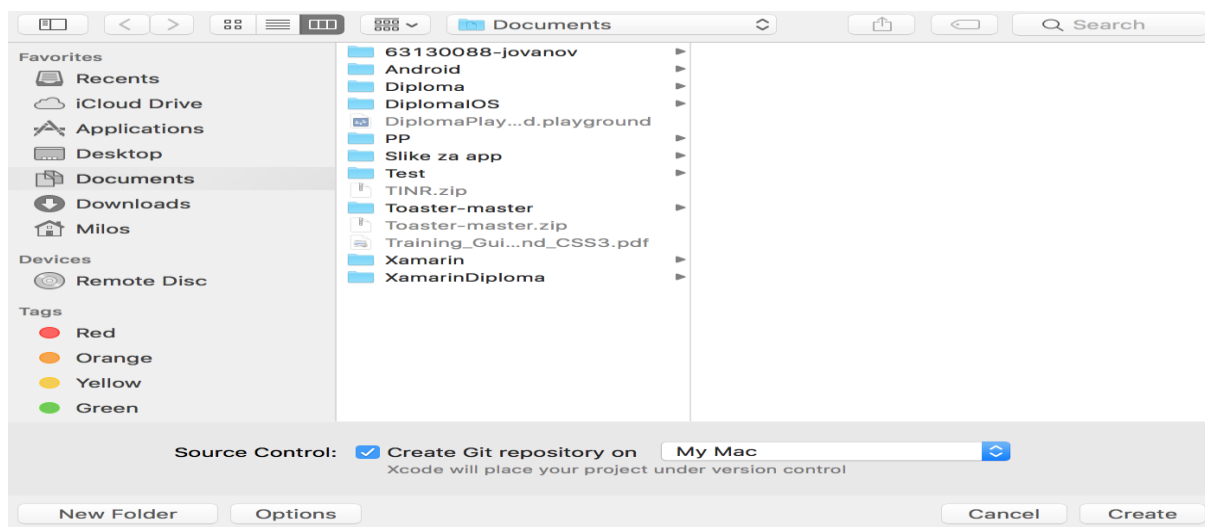 Documents
Search
Favorites
Recents
iCloud Drive
Applications
Desktop
Documents
Downloads
Milos
Devices
Remote Disc
Tags
Red
Orange
Yellow
Green
63130088-jovanov
Android
Diploma
DiplomaIOS
DiplomaPlay...d.playground
PP
Slike za app
Test
TINR.zip
Toaster-master
Toaster-master.zip
Training_Gui...nd_CSS3.pdf
Xamarin
XamarinDiploma
Source Control: Create Git repository on My Mac
Xcode will place your project under version control
New Folder Options Cancel Create